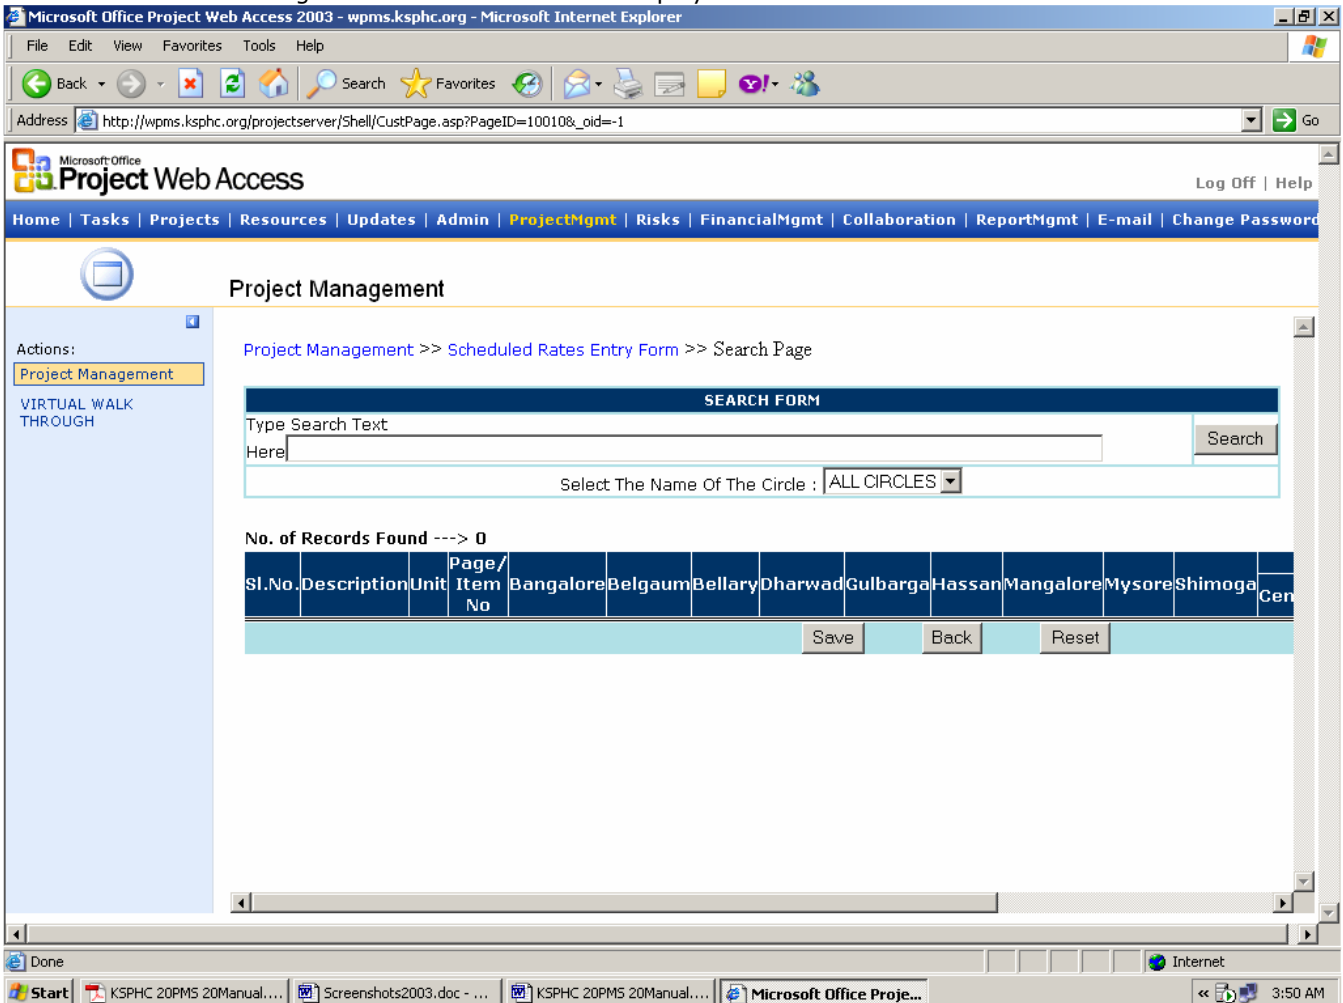 Microsoft Office Project Web Access 2003 - wpms.ksphc.org - Microsoft Internet Explorer
File Edit View Favorites Tools Help
Back Search Favorites
Address http://wpms.ksphc.org/projectserver/Shell/CustPage.asp?PageID=10010&_oid=-1 Go
Microsoft Office
Project Web Access
Log Off | Help
Home | Tasks | Projects | Resources | Updates | Admin | ProjectMgmt | Risks | FinancialMgmt | Collaboration | ReportMgmt | E-mail | Change Password
Project Management
Actions:
Project Management
VIRTUAL WALK
THROUGH
Project Management >> Scheduled Rates Entry Form >> Search Page
SEARCH FORM
Type Search Text
Here
Search
Select The Name Of The Circle : ALL CIRCLES
No. of Records Found ---> 0
Sl.No. Description Unit Page/ Item No Bangalore Belgaum Bellary Dharwad Gulbarga Hassan Mangalore Mysore Shimoga Cen
Save Back Reset
Done Internet
Start KSPHC 20PMS 20Manual.... Screenshots2003.doc - ... KSPHC 20PMS 20Manual.... Microsoft Office Proje... 3:50 AM